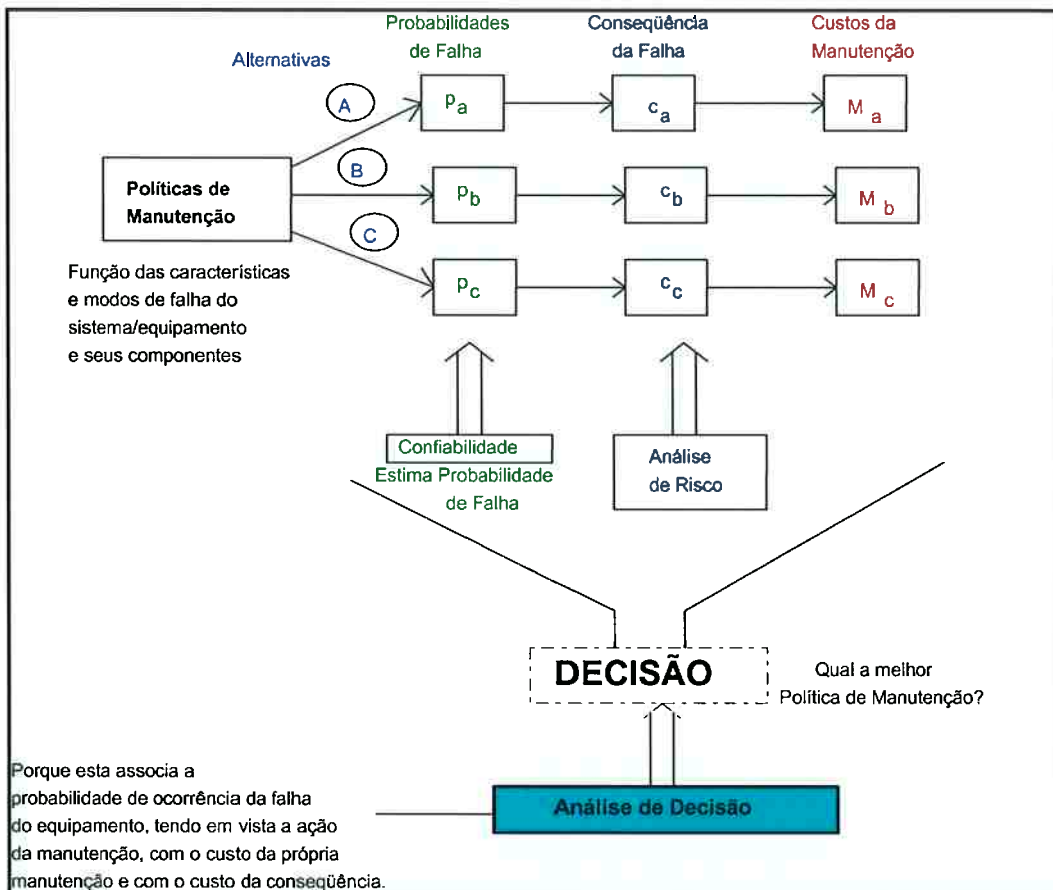 Probabilidades
de Falha
Conseqüência
da Falha
Custos da
Manutenção
Alternativas
A
p a
c a
M a
B
p b
c b
M b
Políticas de
Manutenção
C
p c
c c
M c
Função das características
e modos de falha do
sistema/equipamento
e seus componentes
Confiabilidade
Estima Probabilidade
de Falha
Análise
de Risco
DECISÃO
Qual a melhor
Política de Manutenção?
Análise de Decisão
Porque esta associa a
probabilidade de ocorrência da falha
do equipamento, tendo em vista a ação
da manutenção, com o custo da própria
manutenção e com o custo da conseqüência.